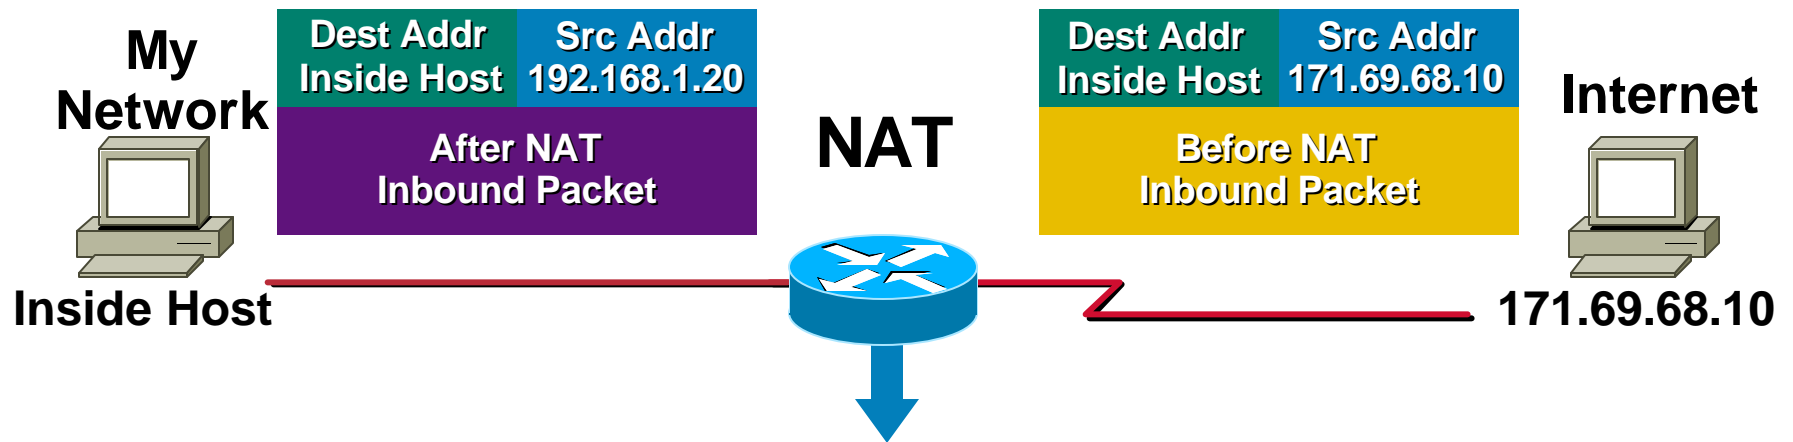 My
Network
Inside Host
Dest Addr
Inside Host
Src Addr
192.168.1.20
After NAT
Inbound Packet
NAT
Dest Addr
Inside Host
Src Addr
171.69.68.10
Before NAT
Inbound Packet
Internet
171.69.68.10